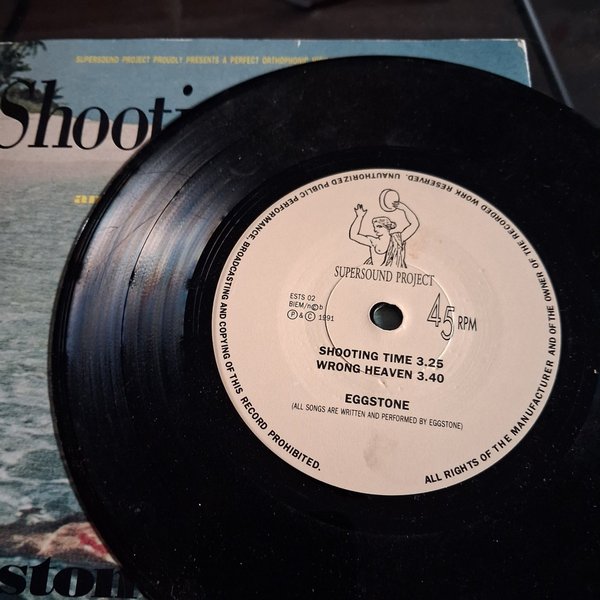 SUPERSOUND PROJECT PROUDLY PRESENTS A PERFECT ORTHOPHONIC
Shooti
UNAUTHORIZED PUBLIC PERFORMANCE, BROADCASTING AND COPYING OF THIS RECORD PROHIBITED.
ALL RIGHTS OF THE MANUFACTURER AND OF THE OWNER OF THE RECORDED WORK RESERVED.
SUPERSOUND PROJECT
ESTS 02
BIEM/n©b
℗ & © 1991
45 RPM
SHOOTING TIME 3.25
WRONG HEAVEN 3.40
EGGSTONE
(ALL SONGS ARE WRITTEN AND PERFORMED BY EGGSTONE)
ston